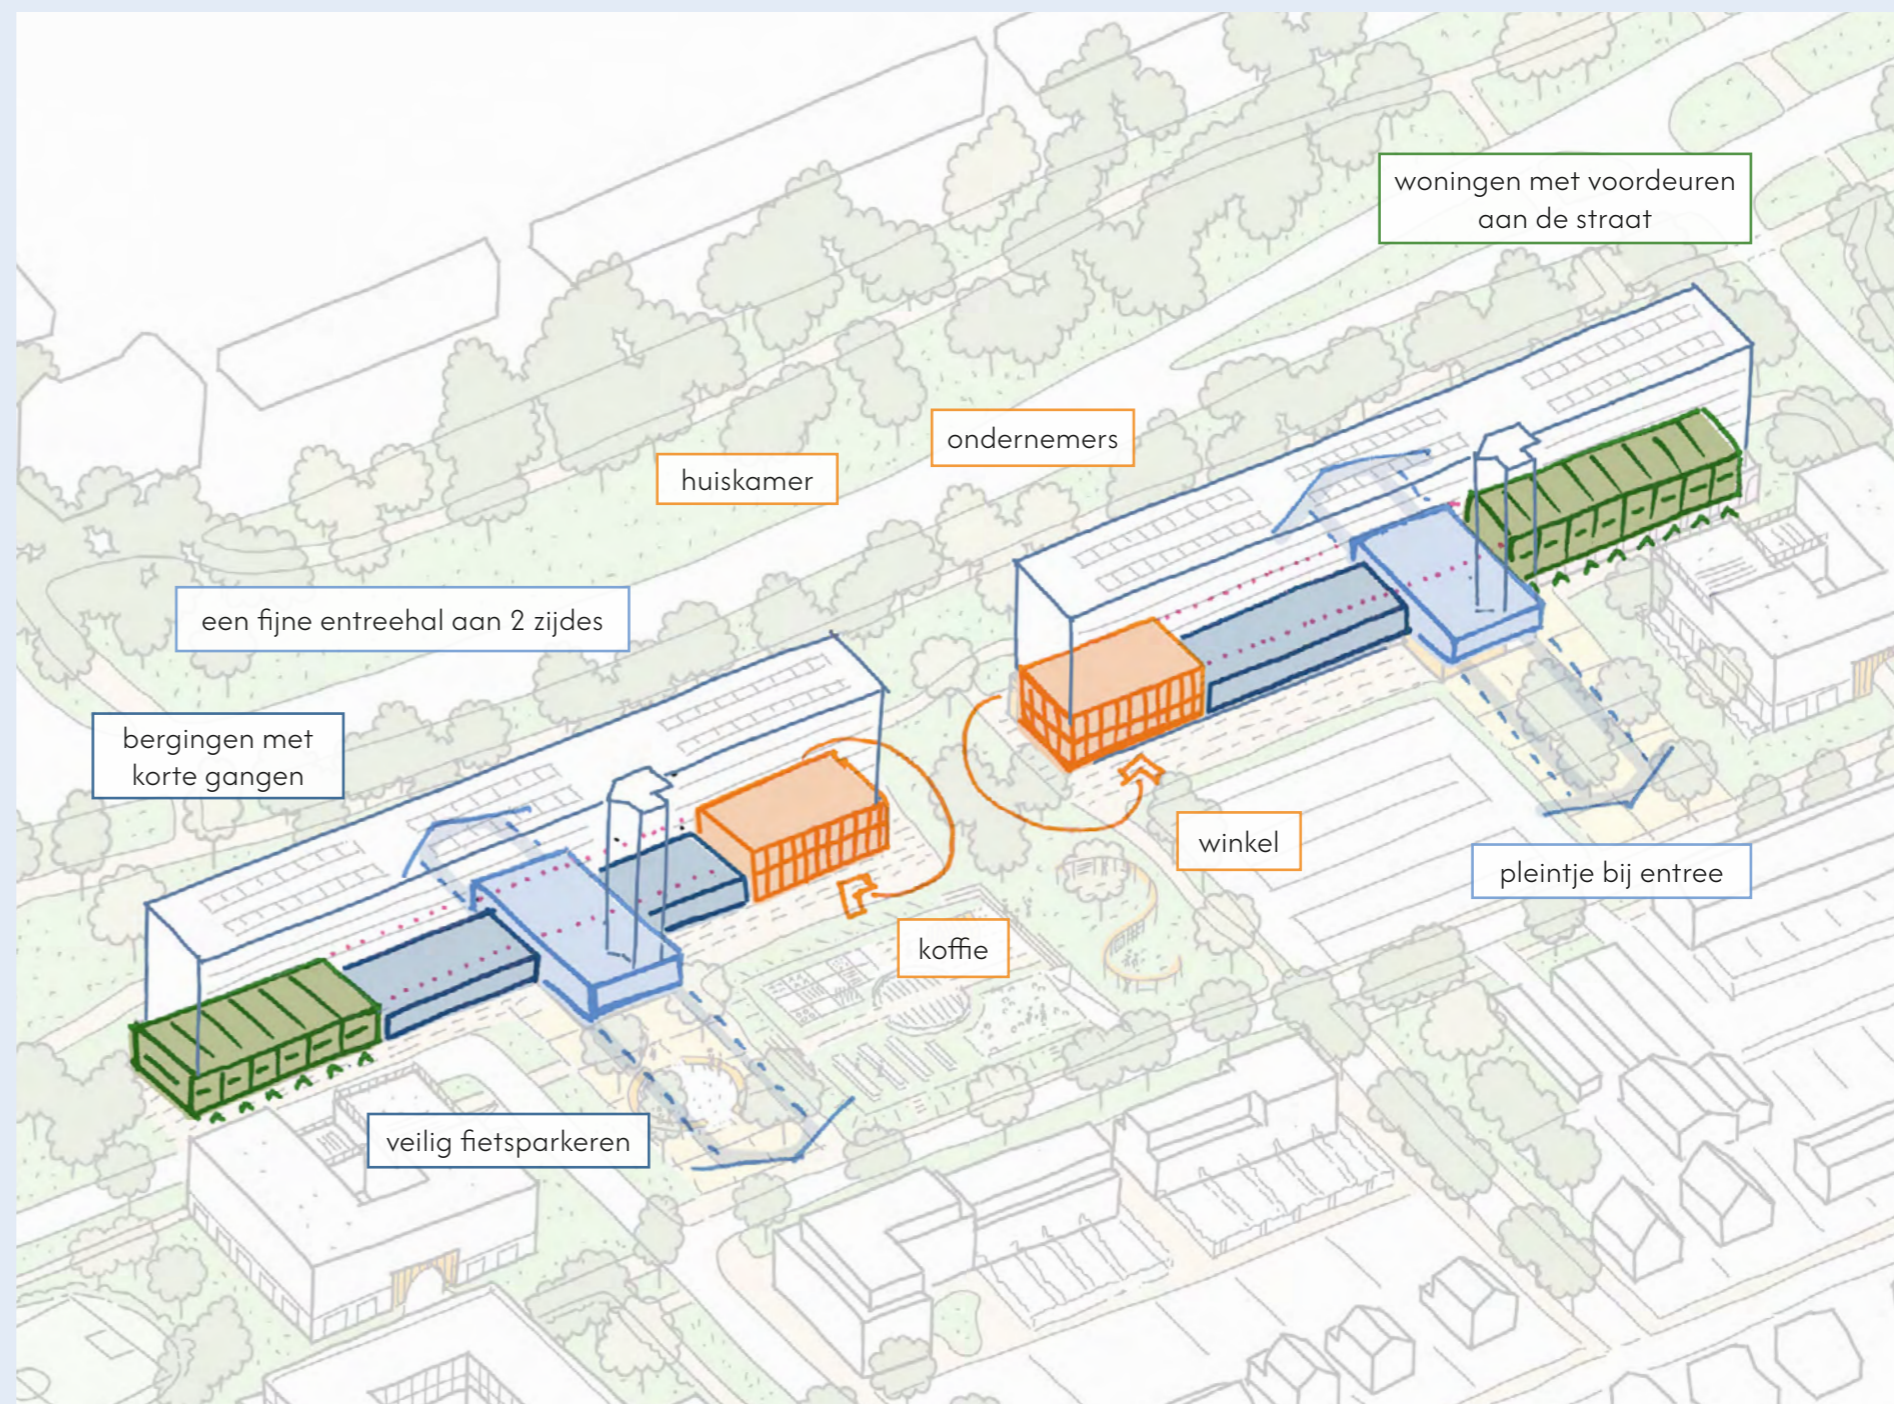 woningen met voordeuren
aan de straat
ondernemers
huiskamer
een fijne entreehal aan 2 zijdes
bergingen met
korte gangen
winkel
pleintje bij entree
koffie
veilig fietsparkeren